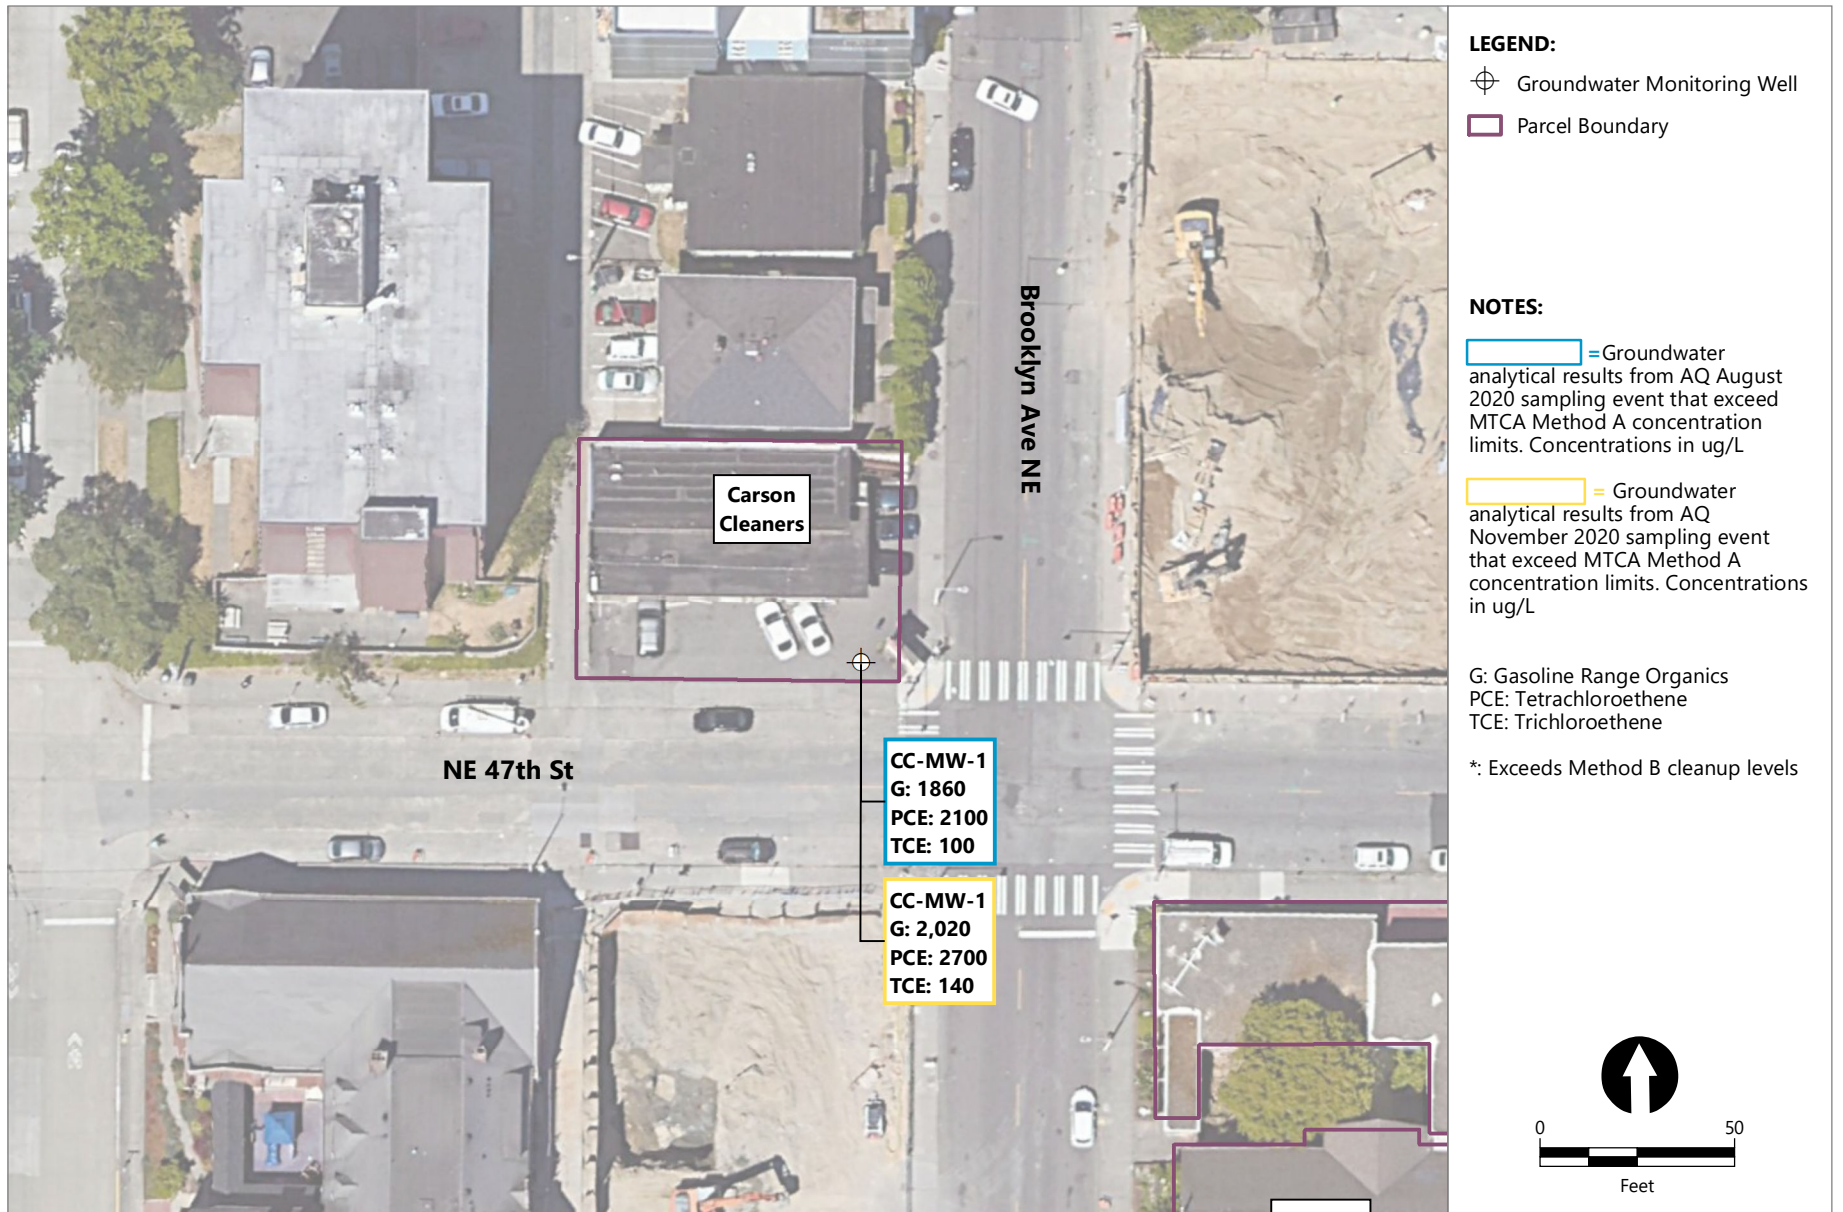 Carson
Cleaners
Brooklyn Ave NE
NE 47th St
CC-MW-1
G: 1860
PCE: 2100
TCE: 100
CC-MW-1
G: 2,020
PCE: 2700
TCE: 140
LEGEND:
Groundwater Monitoring Well
Parcel Boundary
NOTES:
=Groundwater
analytical results from AQ August
2020 sampling event that exceed
MTCA Method A concentration
limits. Concentrations in ug/L
= Groundwater
analytical results from AQ
November 2020 sampling event
that exceed MTCA Method A
concentration limits. Concentrations
in ug/L
G: Gasoline Range Organics
PCE: Tetrachloroethene
TCE: Trichloroethene
*: Exceeds Method B cleanup levels
0 50
Feet